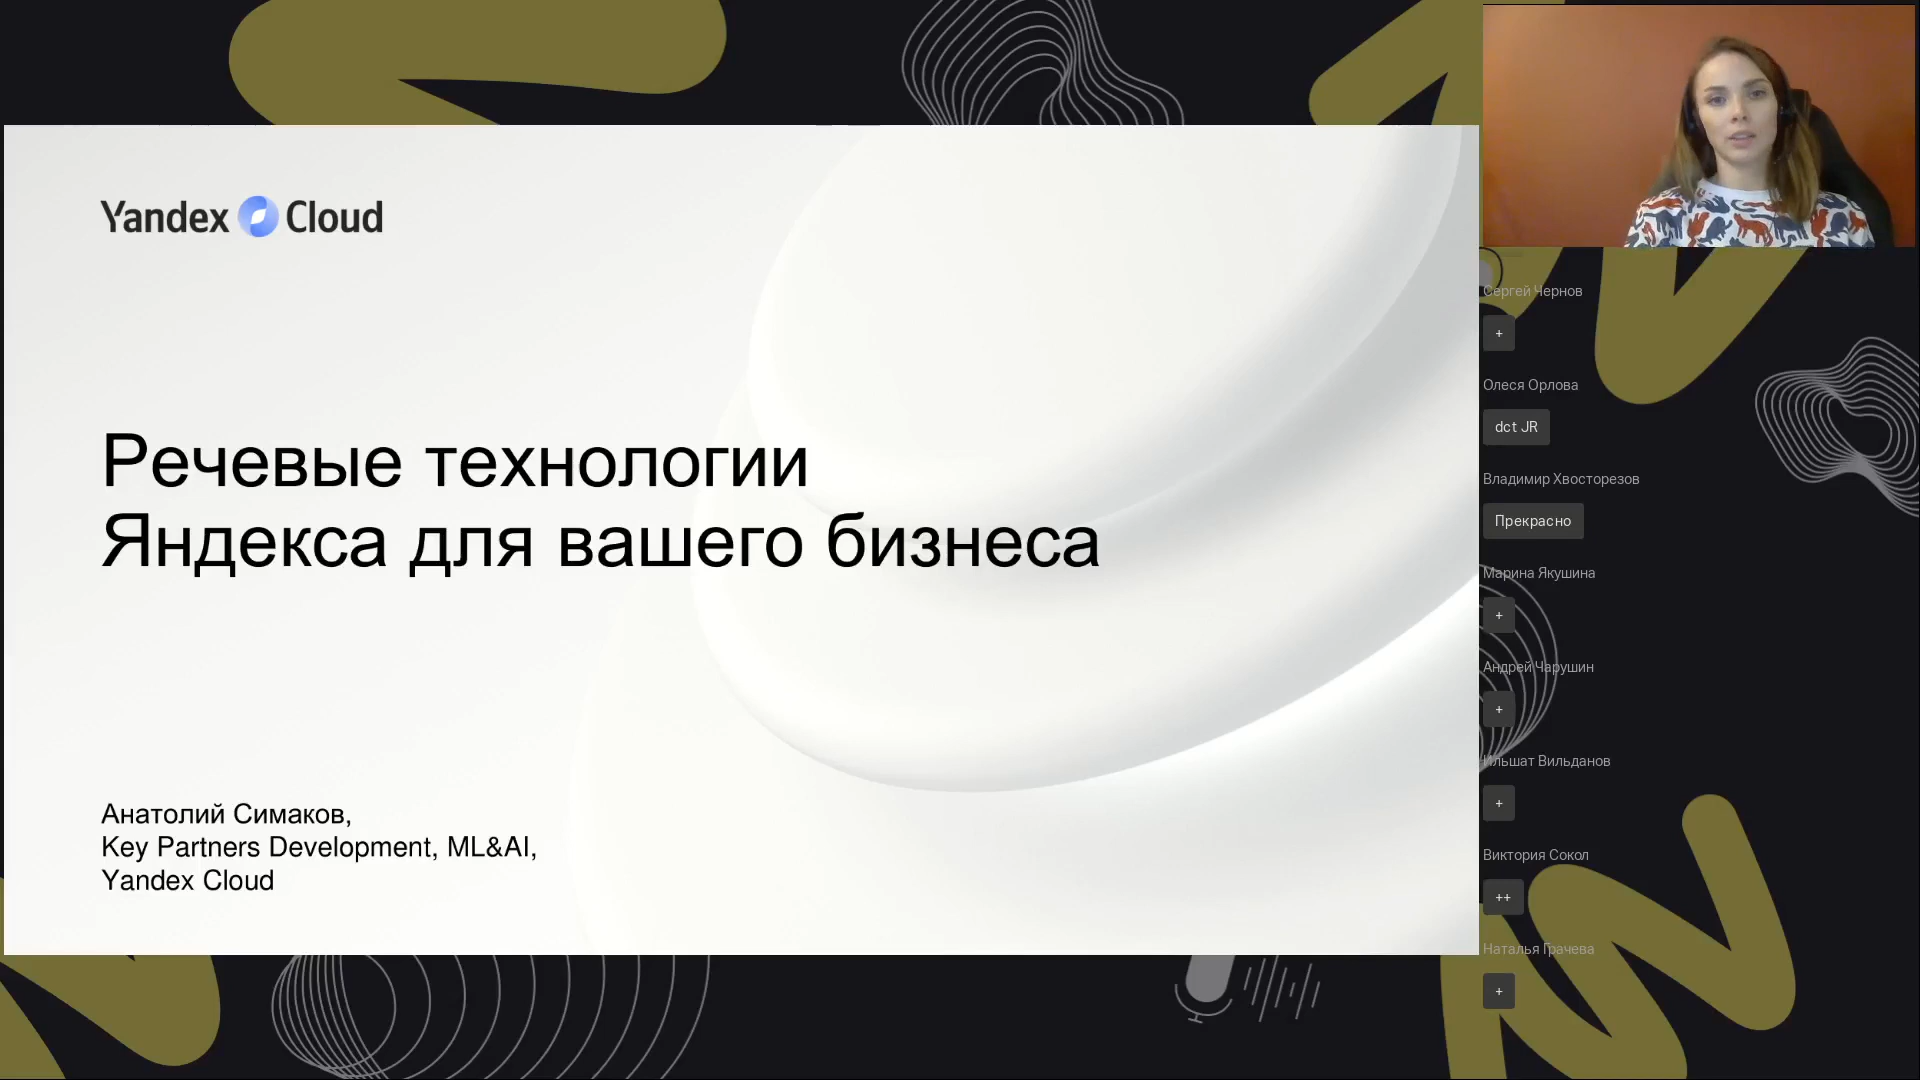 Yandex Cloud
Речевые технологии
Яндекса для вашего бизнеса
Анатолий Симаков,
Key Partners Development, ML&AI,
Yandex Cloud
Сергей Чернов
+
Олеся Орлова
dct JR
Владимир Хвосторезов
Прекрасно
Марина Якушина
+
Андрей Чарушин
+
Ильшат Вильданов
+
Виктория Сокол
++
Наталья Грачева
+